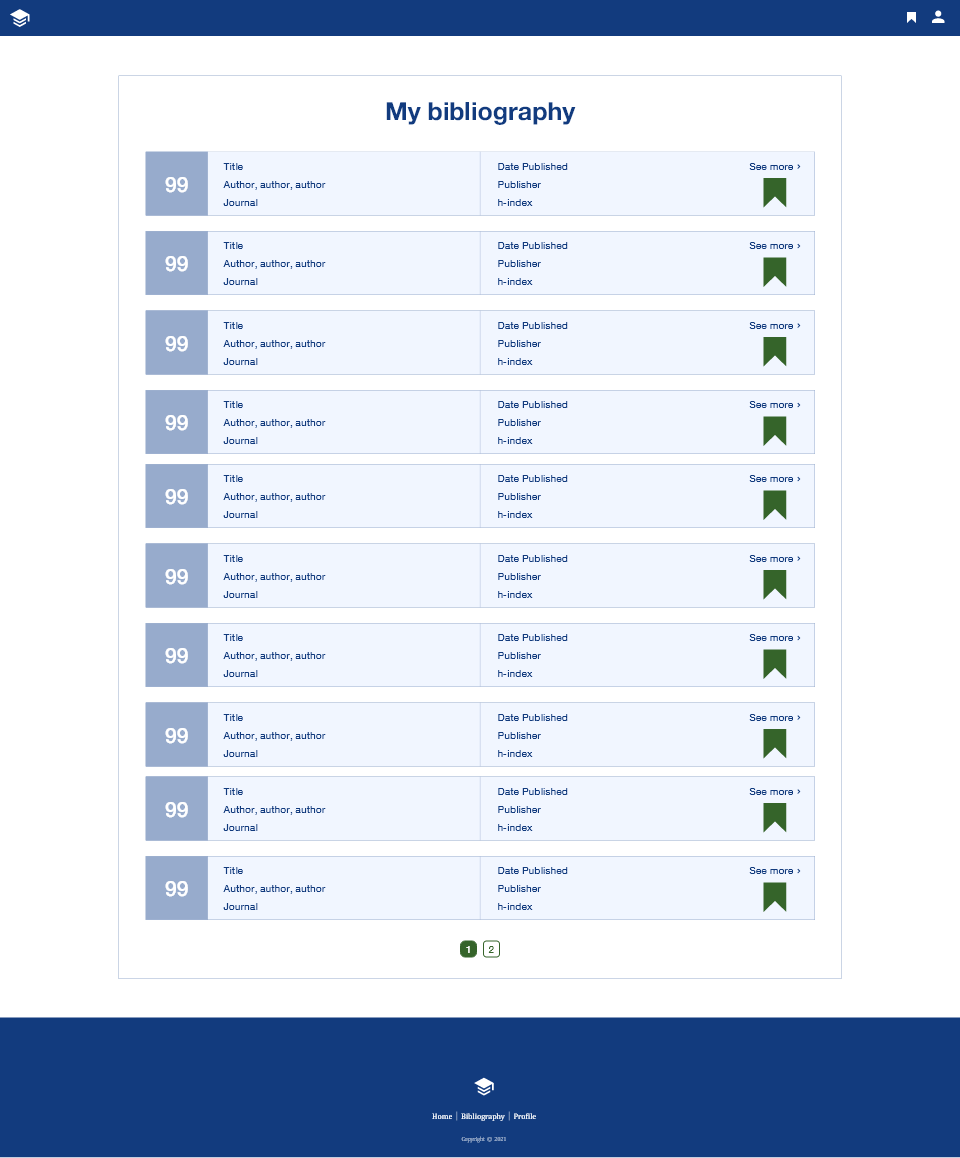 My bibliography
99
Title
Author, author, author
Journal
Date Published
Publisher
h-index
See more ›
99
Title
Author, author, author
Journal
Date Published
Publisher
h-index
See more ›
99
Title
Author, author, author
Journal
Date Published
Publisher
h-index
See more ›
99
Title
Author, author, author
Journal
Date Published
Publisher
h-index
See more ›
99
Title
Author, author, author
Journal
Date Published
Publisher
h-index
See more ›
99
Title
Author, author, author
Journal
Date Published
Publisher
h-index
See more ›
99
Title
Author, author, author
Journal
Date Published
Publisher
h-index
See more ›
99
Title
Author, author, author
Journal
Date Published
Publisher
h-index
See more ›
99
Title
Author, author, author
Journal
Date Published
Publisher
h-index
See more ›
99
Title
Author, author, author
Journal
Date Published
Publisher
h-index
See more ›
1 2
Home | Bibliography | Profile
Copyright © 2021